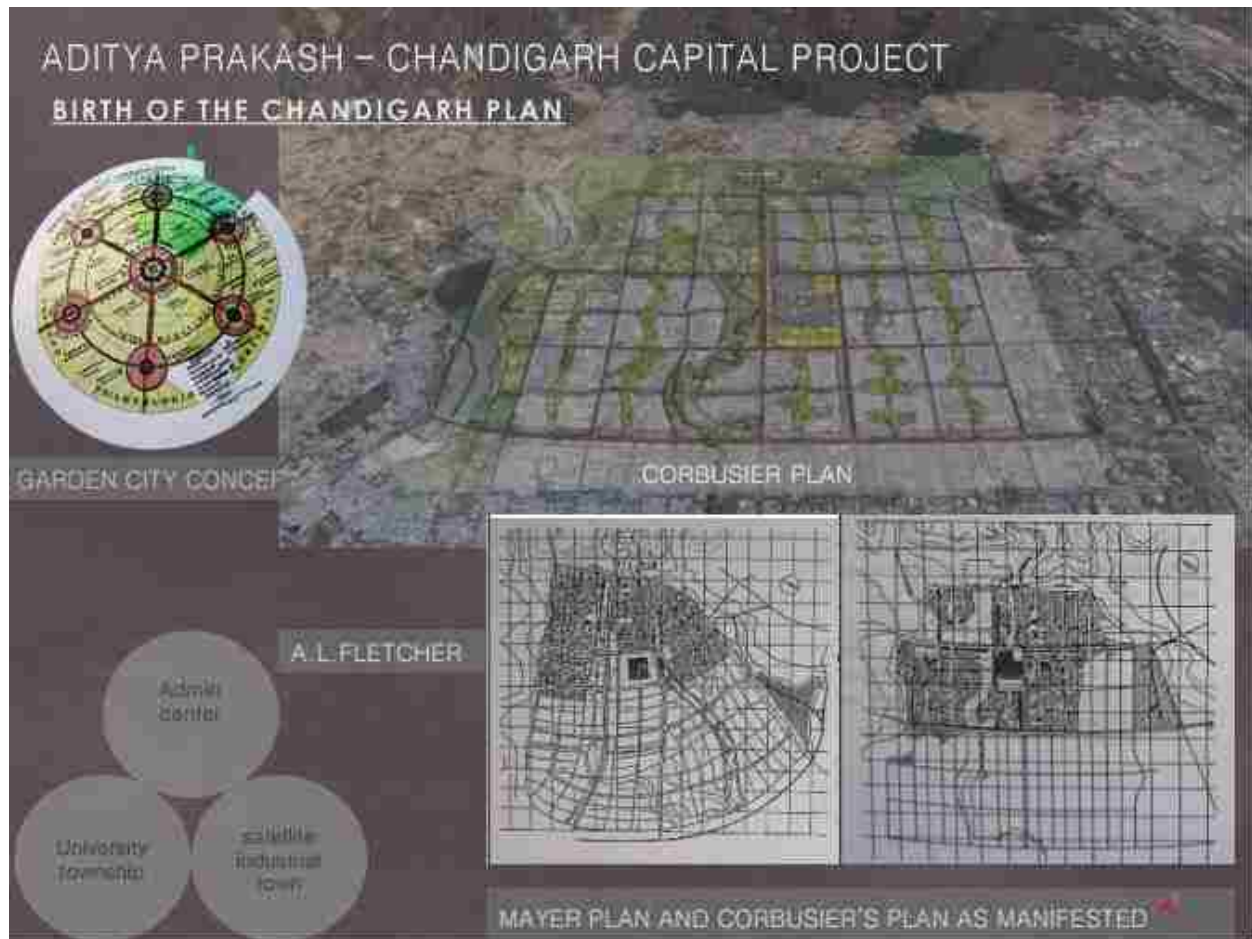 ADITYA PRAKASH – CHANDIGARH CAPITAL PROJECT
BIRTH OF THE CHANDIGARH PLAN
GARDEN CITY CONCEP
CORBUSIER PLAN
A.L.FLETCHER
Admin
center
University
township
satellite
industrial
town
MAYER PLAN AND CORBUSIER'S PLAN AS MANIFESTED